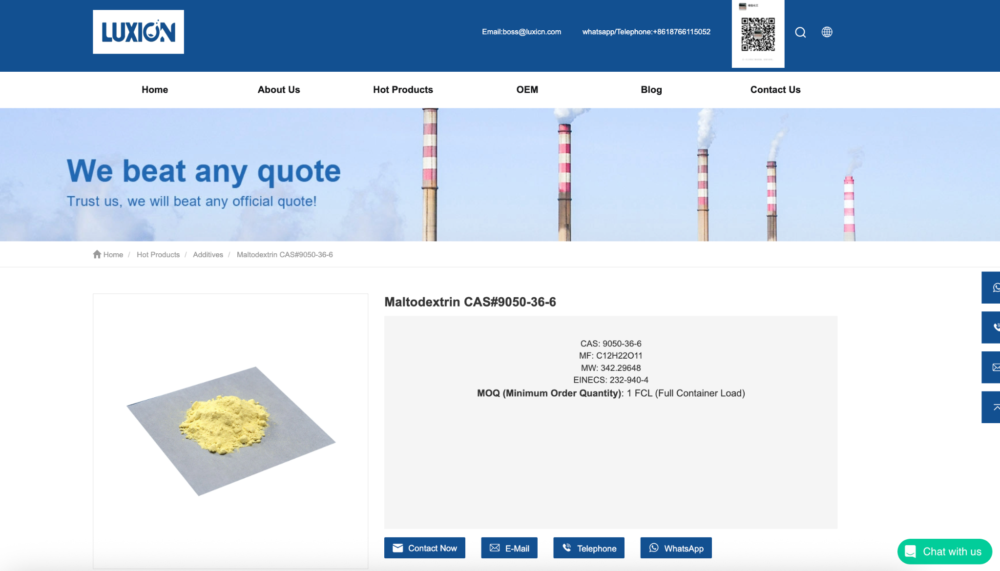 LUXION
Email:boss@luxicn.com
whatsapp/Telephone:+8618766115052
Home
About Us
Hot Products
OEM
Blog
Contact Us
We beat any quote
Trust us, we will beat any official quote!
Home / Hot Products / Additives / Maltodextrin CAS#9050-36-6
Maltodextrin CAS#9050-36-6
CAS: 9050-36-6
MF: C12H22O11
MW: 342.29648
EINECS: 232-940-4
MOQ (Minimum Order Quantity): 1 FCL (Full Container Load)
Contact Now
E-Mail
Telephone
WhatsApp
Chat with us